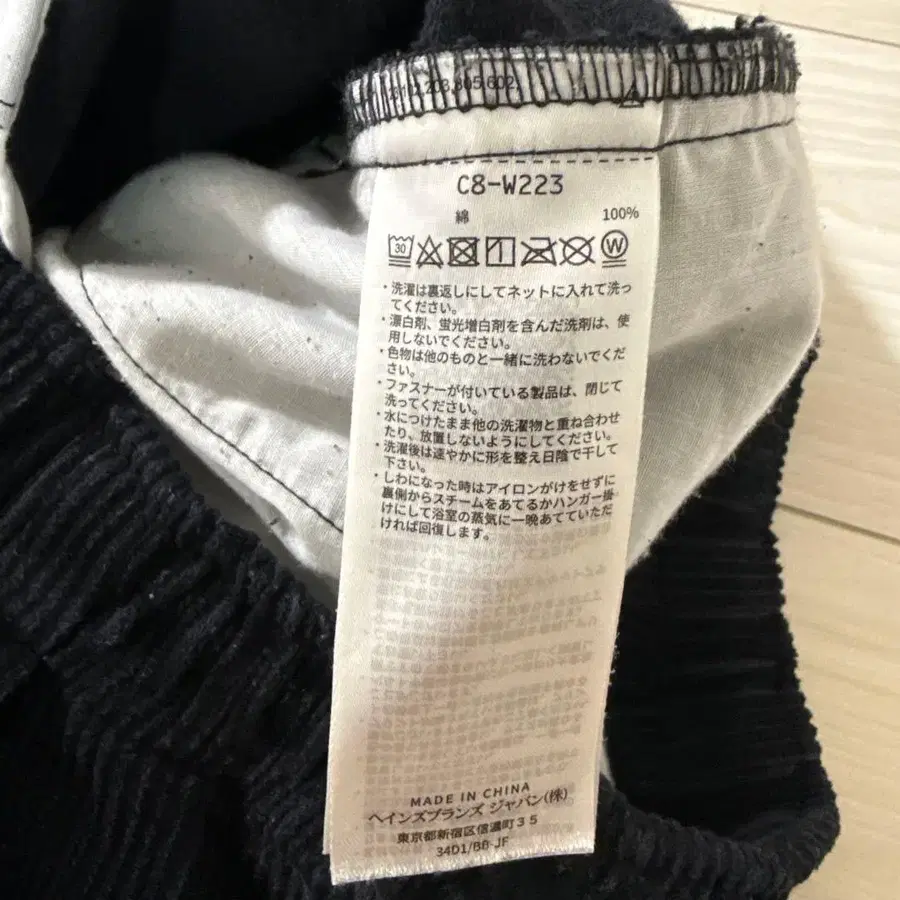 C8-W223
綿 100%
30
W
・洗濯は裏返しにしてネットに入れて洗っ
てください。
・漂白剤、蛍光増白剤を含んだ洗剤は、使
用しないでください。
・色物は他のものと一緒に洗わないでくだ
さい。
・ファスナーが付いている製品は、閉じて
洗ってください。
・水につけたまま他の洗濯物と重ね合わせ
たり、放置しないようにしてください。
・洗濯後は速やかに形を整え日陰で干して
下さい。
・しわになった時はアイロンがけをせずに
裏側からスチームをあてるかハンガー掛
けにして浴室の蒸気に一晩あてていただ
ければ回復します。
MADE IN CHINA
ヘインズブランズ ジャパン(株)
東京都新宿区信濃町35
34D1/BB-JF